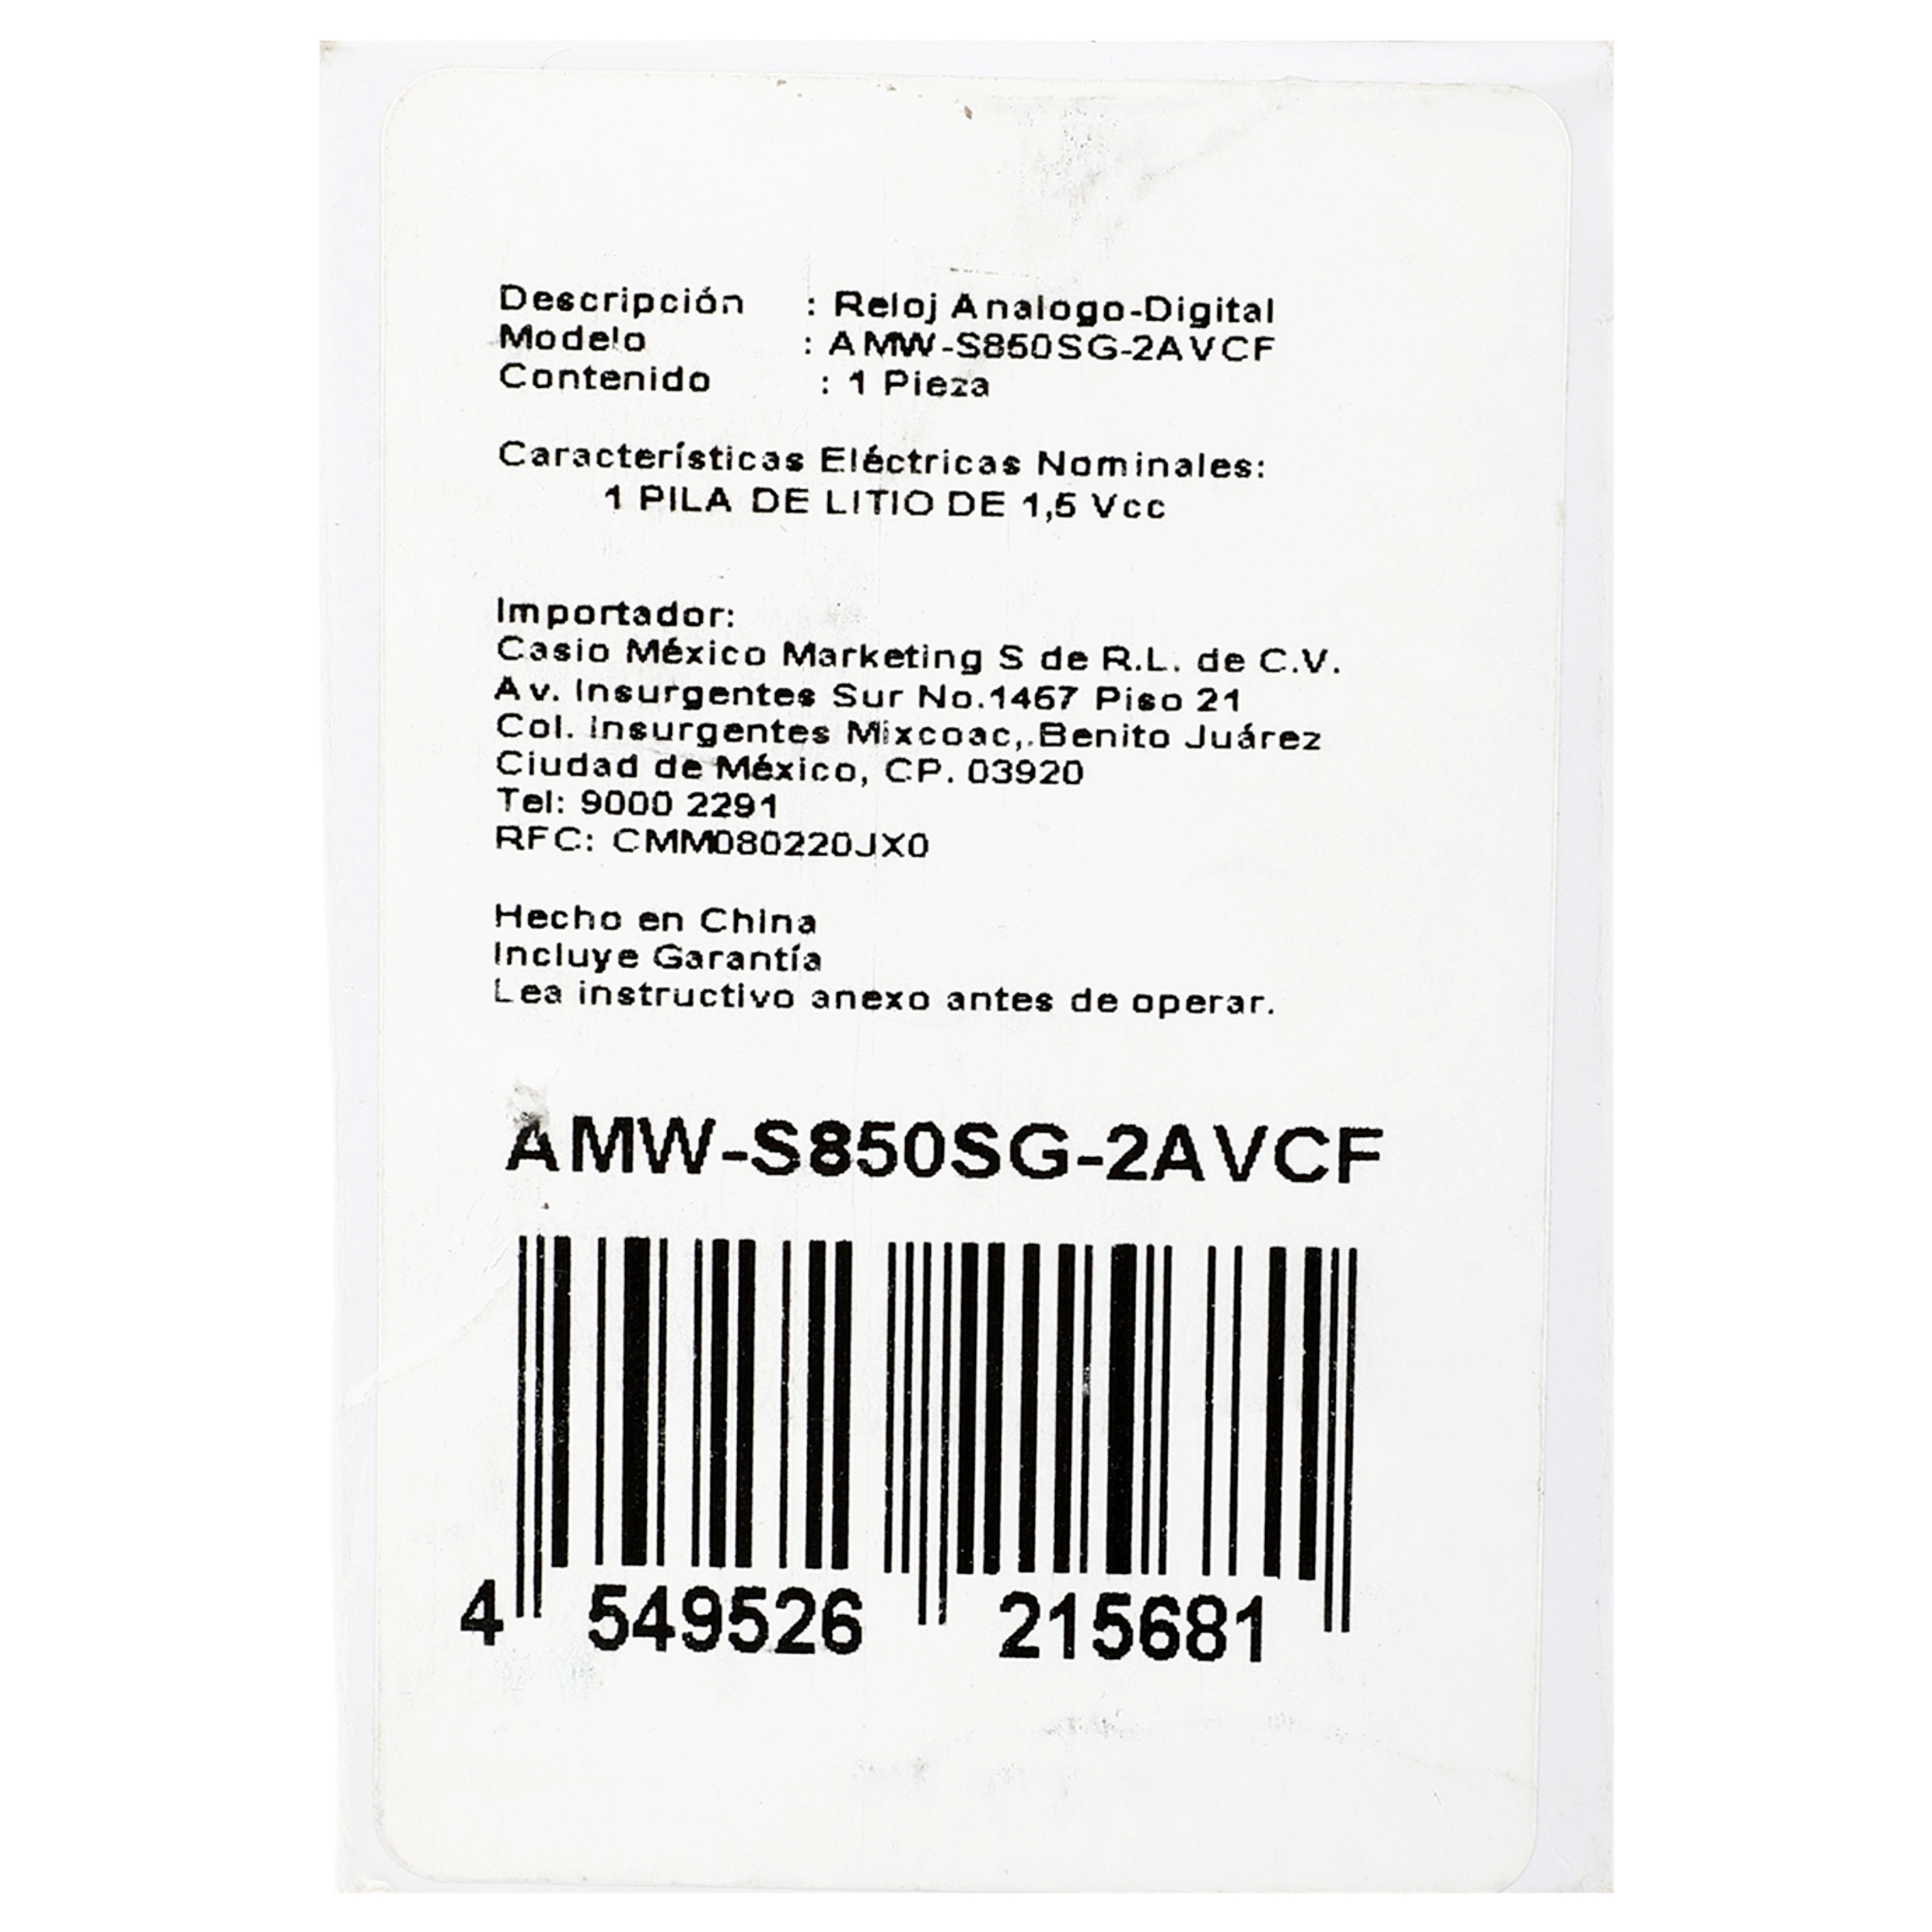 Descripción : Reloj Analogo-Digital
Modelo : AMW-S850SG-2AVCF
Contenido : 1 Pieza
Características Eléctricas Nominales:
1 PILA DE LITIO DE 1,5 Vcc
Importador:
Casio México Marketing S de R.L. de C.V.
Av. Insurgentes Sur No.1457 Piso 21
Col. Insurgentes Mixcoac,.Benito Juárez
Ciudad de México, CP. 03920
Tel: 9000 2291
RFC: CMM080220JX0
Hecho en China
Incluye Garantía
Lea instructivo anexo antes de operar.
AMW-S850SG-2AVCF
4 549526 215681